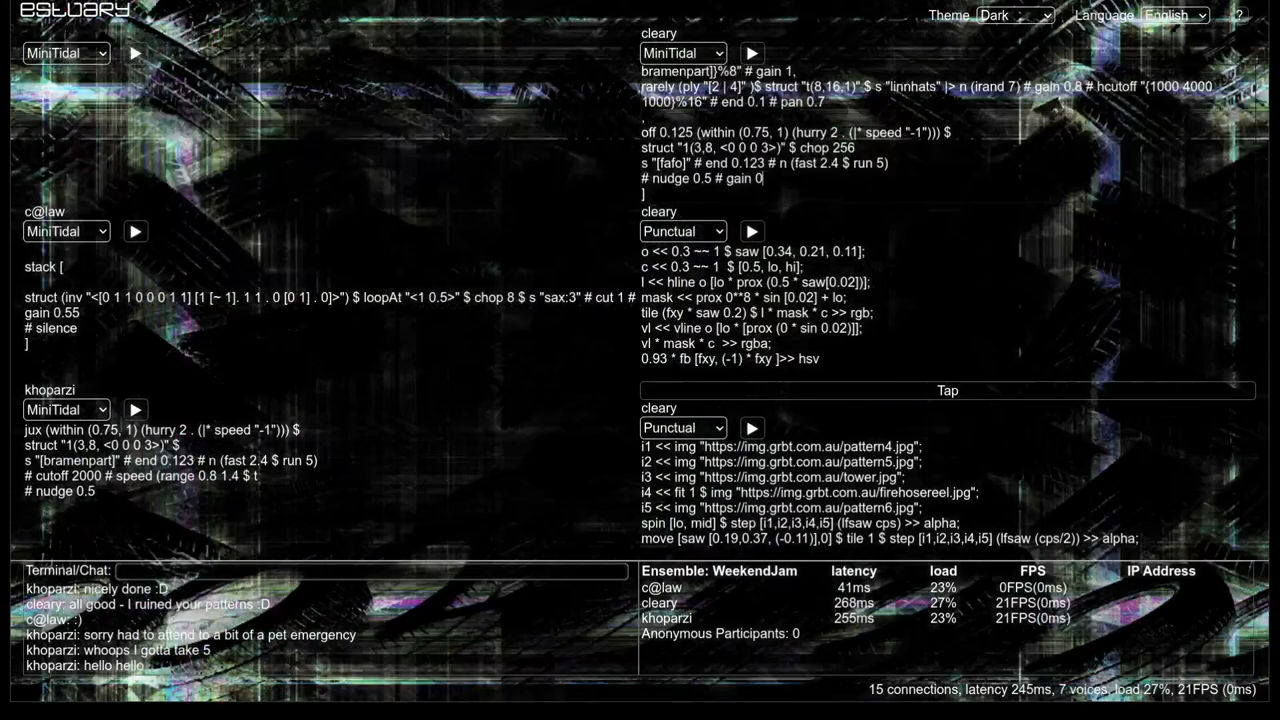 estuary
Theme Dark Language English ?
MiniTidal
cleary
MiniTidal
bramenpart]}%8" # gain 1,
rarely (ply "[2 | 4]" )$ struct "t(8,16,1)" $ s "linnhats" |> n (irand 7) # gain 0.8 # hcutoff "{1000 4000
1000}%16" # end 0.1 # pan 0.7
,
off 0.125 (within (0.75, 1) (hurry 2 . (|* speed "-1"))) $
struct "1(3,8, <0 0 0 3>)" $ chop 256
s "[fafo]" # end 0.123 # n (fast 2.4 $ run 5)
# nudge 0.5 # gain 0
]
c@law
MiniTidal
stack [
struct (inv "<[0 1 1 0 0 0 1 1] [1 [~ 1]. 1 1 . 0 [0 1] . 0]>") $ loopAt "<1 0.5>" $ chop 8 $ s "sax:3" # cut 1 #
gain 0.55
# silence
]
cleary
Punctual
o << 0.3 ~~ 1 $ saw [0.34, 0.21, 0.11];
c << 0.3 ~~ 1  $ [0.5, lo, hi];
l << hline o [lo * prox (0.5 * saw[0.02])];
mask << prox 0**8 * sin [0.02] + lo;
tile (fxy * saw 0.2) $ l * mask * c >> rgb;
vl << vline o [lo * [prox (0 * sin 0.02)]];
vl * mask * c  >> rgba;
0.93 * fb [fxy, (-1) * fxy ]>> hsv
khoparzi
MiniTidal
jux (within (0.75, 1) (hurry 2 . (|* speed "-1"))) $
struct "1(3,8, <0 0 0 3>)" $
s "[bramenpart]" # end 0.123 # n (fast 2.4 $ run 5)
# cutoff 2000 # speed (range 0.8 1.4 $ t
# nudge 0.5
Tap
cleary
Punctual
i1 << img "https://img.grbt.com.au/pattern4.jpg";
i2 << img "https://img.grbt.com.au/pattern5.jpg";
i3 << img "https://img.grbt.com.au/tower.jpg";
i4 << fit 1 $ img "https://img.grbt.com.au/firehosereel.jpg";
i5 << img "https://img.grbt.com.au/pattern6.jpg";
spin [lo, mid] $ step [i1,i2,i3,i4,i5] (lfsaw cps) >> alpha;
move [saw [0.19,0.37, (-0.11)],0] $ tile 1 $ step [i1,i2,i3,i4,i5] (lfsaw (cps/2)) >> alpha;
Terminal/Chat:
khoparzi: nicely done :D
cleary: all good - I ruined your patterns :D
c@law: :)
khoparzi: sorry had to attend to a bit of a pet emergency
khoparzi: whoops I gotta take 5
khoparzi: hello hello
Ensemble: WeekendJam latency load FPS IP Address
c@law 41ms 23% 0FPS(0ms)
cleary 268ms 27% 21FPS(0ms)
khoparzi 255ms 23% 21FPS(0ms)
Anonymous Participants: 0
15 connections, latency 245ms, 7 voices, load 27%, 21FPS (0ms)